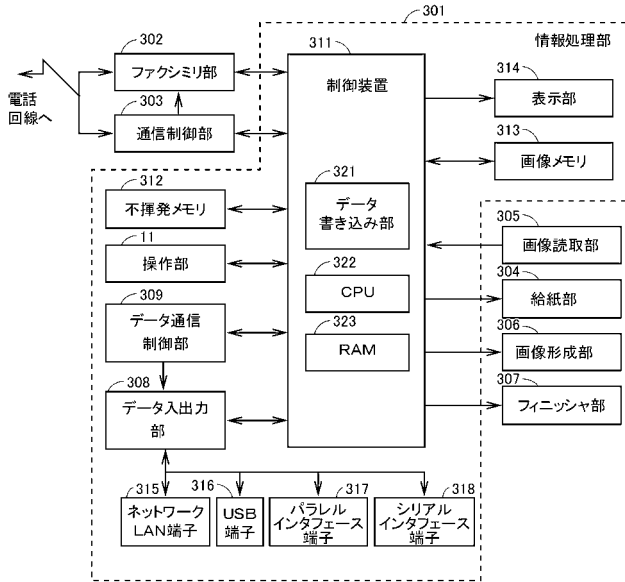 301
情報処理部
302
ファクシミリ部
303
通信制御部
電話
回線へ
311
制御装置
314
表示部
313
画像メモリ
312
不揮発メモリ
321
データ
書き込み部
305
画像読取部
11
操作部
322
CPU
304
給紙部
309
データ通信
制御部
323
RAM
306
画像形成部
308
データ入出力
部
307
フィニッシャ部
315
ネットワーク
LAN端子
316
USB
端子
317
パラレル
インタフェース
端子
318
シリアル
インタフェース
端子